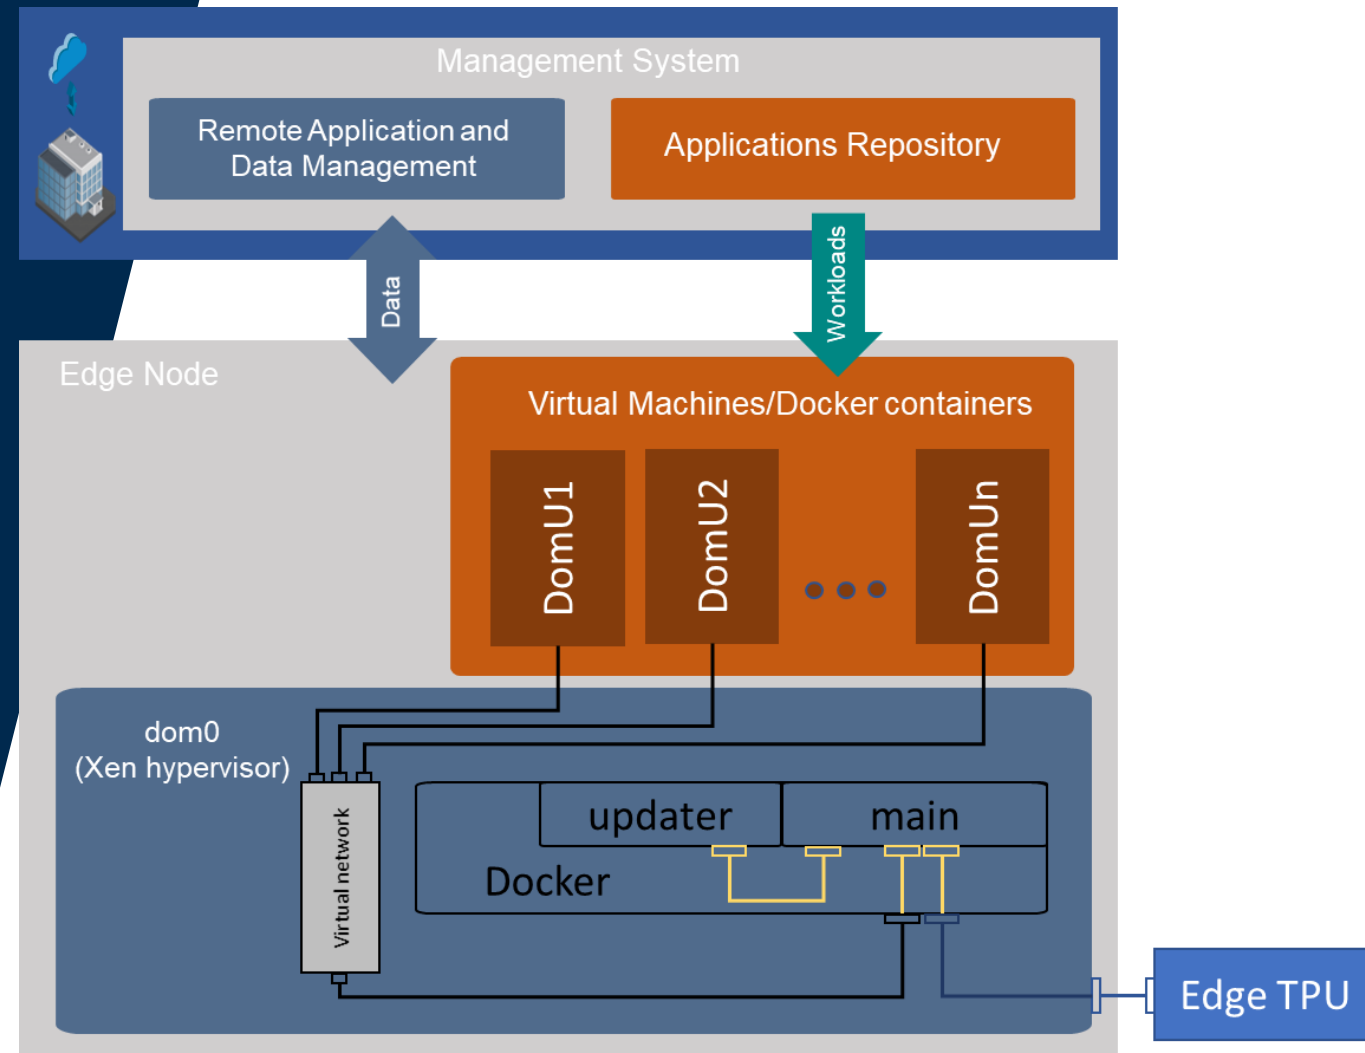 Management System
Remote Application and
Data Management
Applications Repository
Data
Workloads
Edge Node
Virtual Machines/Docker containers
DomU1
DomU2
DomUn
dom0
(Xen hypervisor)
Virtual network
updater
main
Docker
Edge TPU